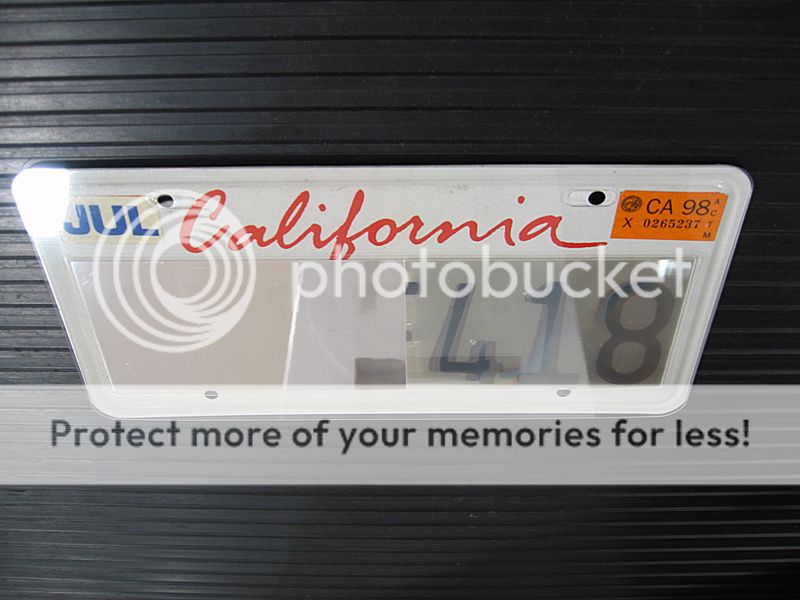 JUL California CA 98
X 0265237
A
C
T
M
photobucket
418
Protect more of your memories for less!